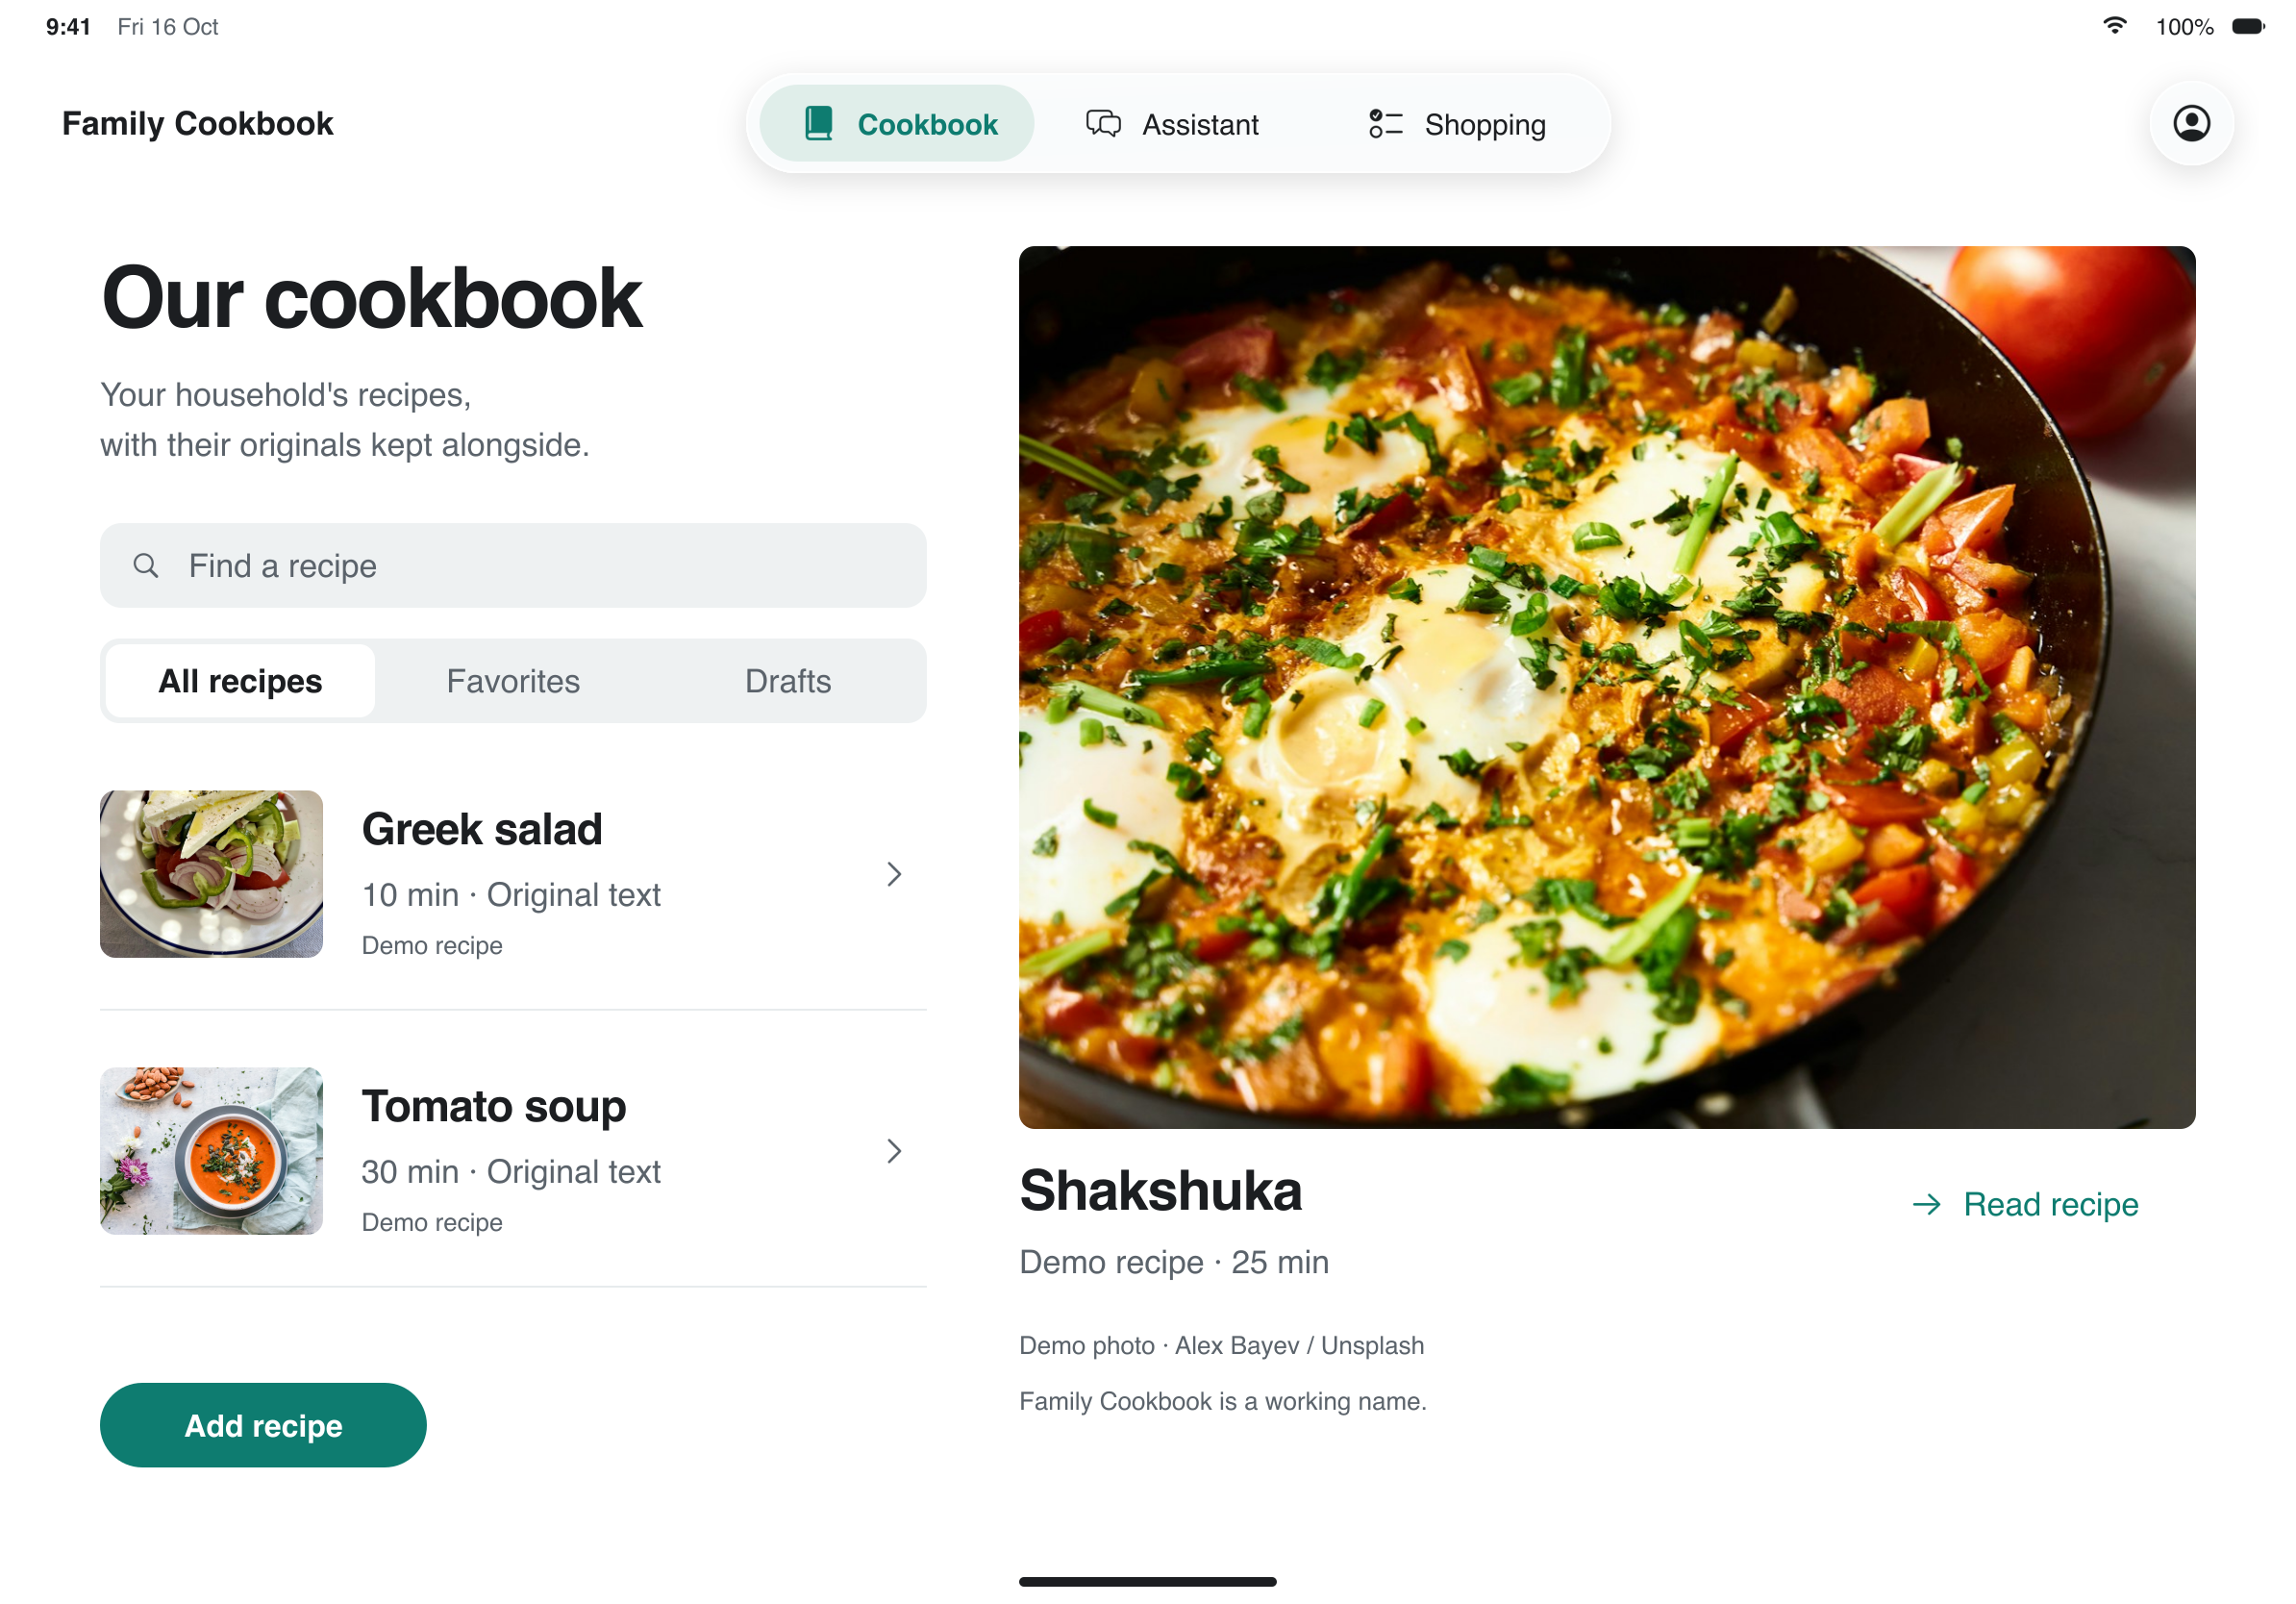 9:41 Fri 16 Oct
100%
Family Cookbook
Cookbook
Assistant
Shopping
Our cookbook
Your household's recipes,
with their originals kept alongside.
Find a recipe
All recipes
Favorites
Drafts
Greek salad
10 min · Original text
Demo recipe
Tomato soup
30 min · Original text
Demo recipe
Add recipe
Shakshuka
Read recipe
Demo recipe · 25 min
Demo photo · Alex Bayev / Unsplash
Family Cookbook is a working name.